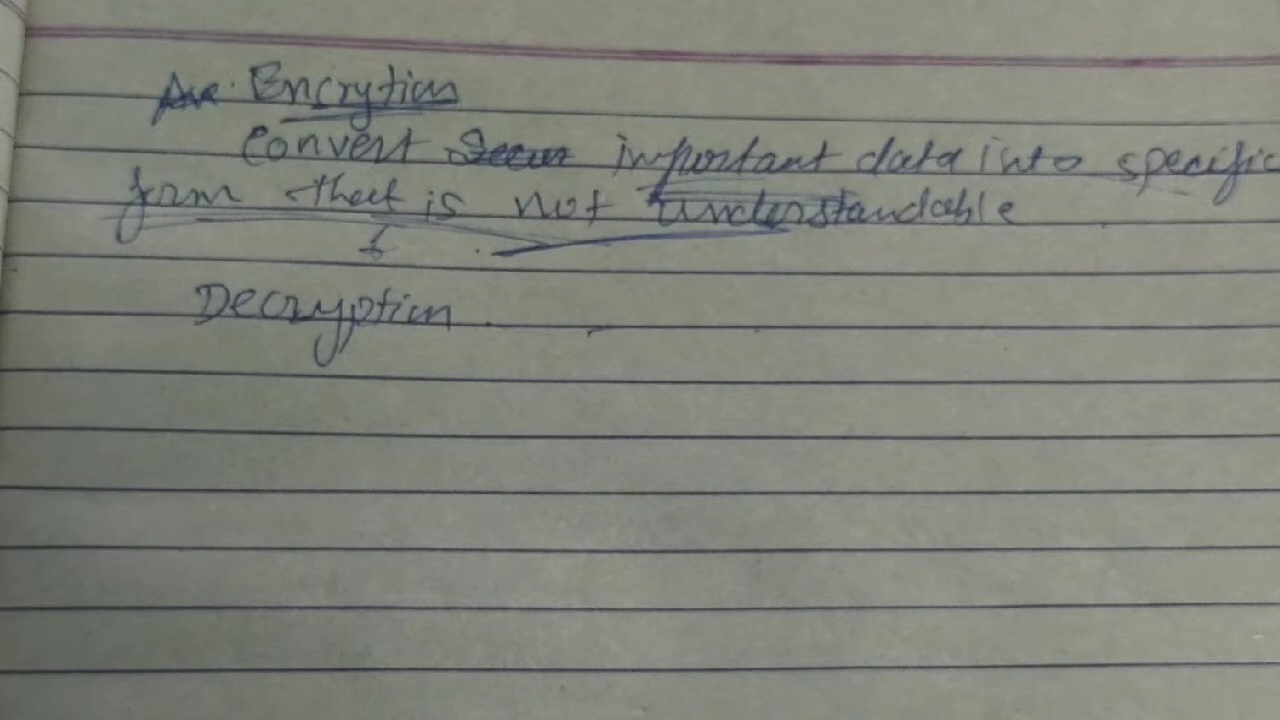 Encrytion
Convert important data into specific
form that is not understandable
Decryption.